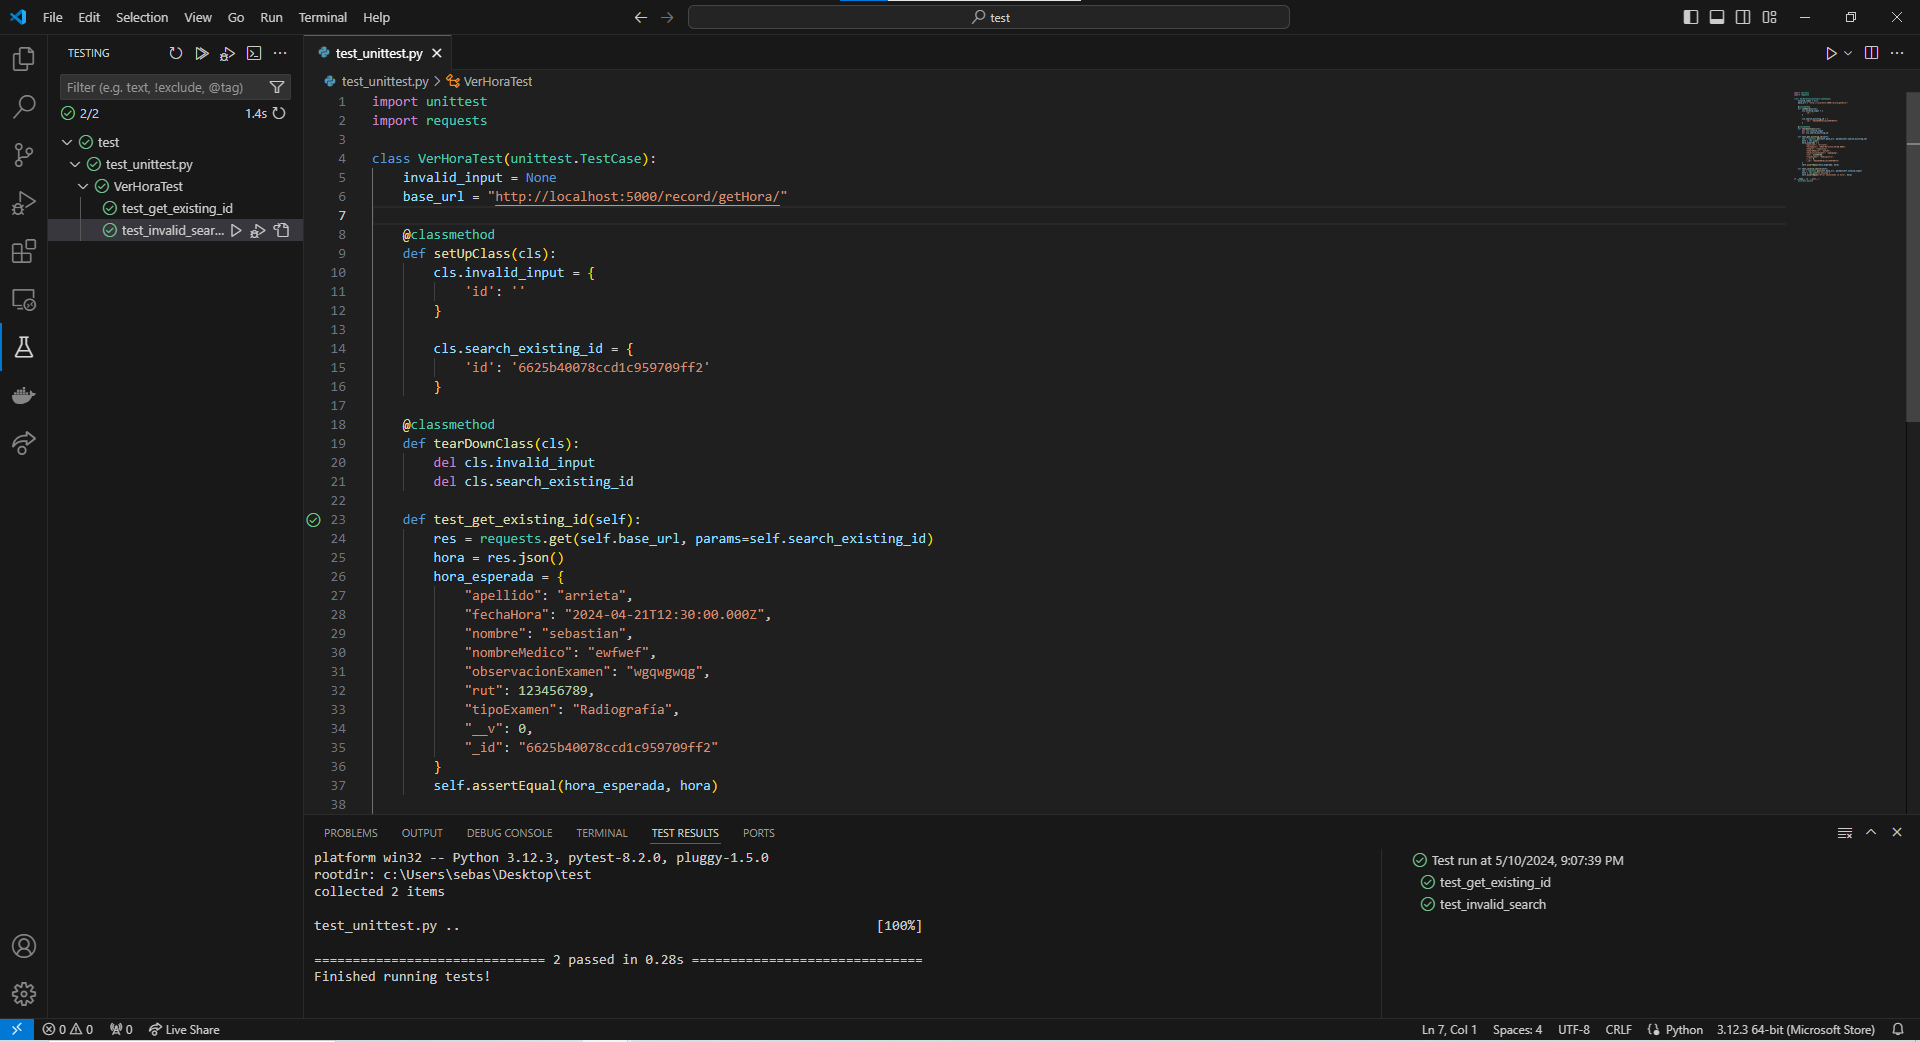 File Edit Selection View Go Run Terminal Help
test
TESTING
Filter (e.g. text, !exclude, @tag)
2/2 1.4s
test
test_unittest.py
VerHoraTest
test_get_existing_id
test_invalid_sear...
test_unittest.py
test_unittest.py > VerHoraTest
1 import unittest
2 import requests
3
4 class VerHoraTest(unittest.TestCase):
5 invalid_input = None
6 base_url = "http://localhost:5000/record/getHora/"
7
8 @classmethod
9 def setUpClass(cls):
10 cls.invalid_input = {
11 'id': ''
12 }
13
14 cls.search_existing_id = {
15 'id': '6625b40078ccd1c959709ff2'
16 }
17
18 @classmethod
19 def tearDownClass(cls):
20 del cls.invalid_input
21 del cls.search_existing_id
22
23 def test_get_existing_id(self):
24 res = requests.get(self.base_url, params=self.search_existing_id)
25 hora = res.json()
26 hora_esperada = {
27 "apellido": "arrieta",
28 "fechaHora": "2024-04-21T12:30:00.000Z",
29 "nombre": "sebastian",
30 "nombreMedico": "ewfwef",
31 "observacionExamen": "wgqwgwqg",
32 "rut": 123456789,
33 "tipoExamen": "Radiografía",
34 "__v": 0,
35 "_id": "6625b40078ccd1c959709ff2"
36 }
37 self.assertEqual(hora_esperada, hora)
38
PROBLEMS OUTPUT DEBUG CONSOLE TERMINAL TEST RESULTS PORTS
platform win32 -- Python 3.12.3, pytest-8.2.0, pluggy-1.5.0
rootdir: c:\Users\sebas\Desktop\test
collected 2 items
test_unittest.py .. [100%]
============================== 2 passed in 0.28s ==============================
Finished running tests!
Test run at 5/10/2024, 9:07:39 PM
test_get_existing_id
test_invalid_search
0 0 0 Live Share
Ln 7, Col 1 Spaces: 4 UTF-8 CRLF Python 3.12.3 64-bit (Microsoft Store)